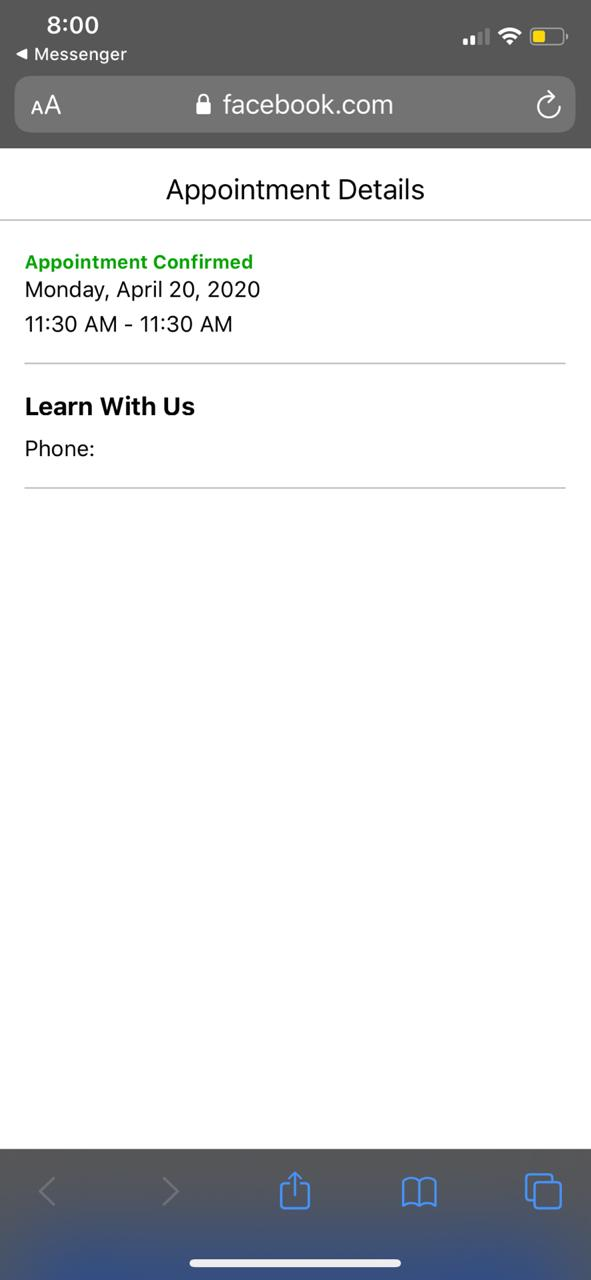 8:00
◀ Messenger
AA facebook.com
Appointment Details
Appointment Confirmed
Monday, April 20, 2020
11:30 AM - 11:30 AM
Learn With Us
Phone: